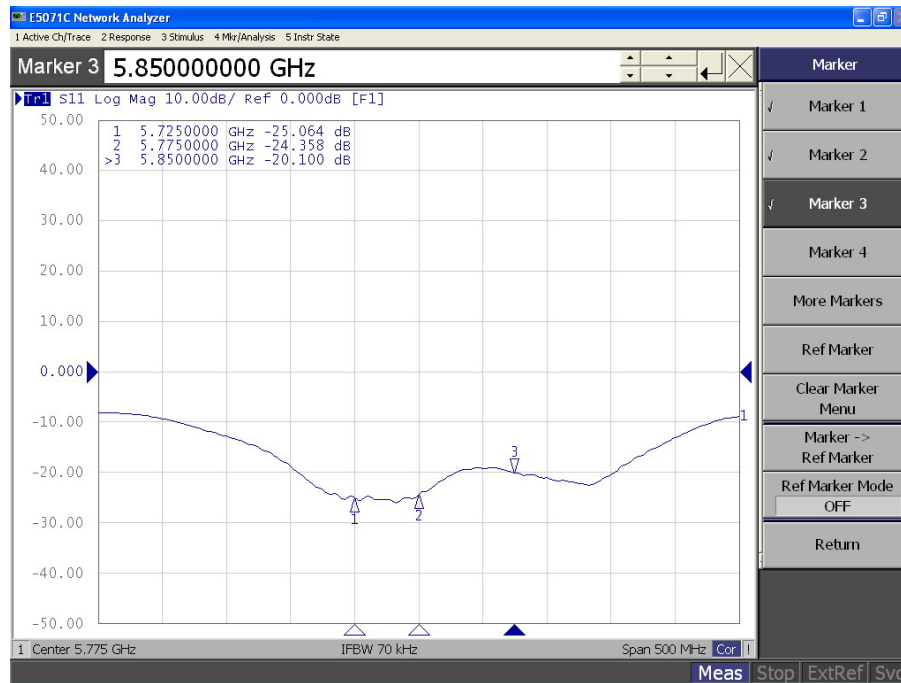 E5071C Network Analyzer
1 Active Ch/Trace 2 Response 3 Stimulus 4 Mkr/Analysis 5 Instr State
Marker 3 5.850000000 GHz
Marker
Tr1 S11 Log Mag 10.00dB/ Ref 0.000dB [F1]
50.00
1 5.7250000 GHz -25.064 dB
2 5.7750000 GHz -24.358 dB
>3 5.8500000 GHz -20.100 dB
40.00
30.00
20.00
10.00
0.000
-10.00
-20.00
-30.00
-40.00
-50.00
1
3
1
2
Marker 1
Marker 2
Marker 3
Marker 4
More Markers
Ref Marker
Clear Marker
Menu
Marker ->
Ref Marker
Ref Marker Mode
OFF
Return
1 Center 5.775 GHz IFBW 70 kHz Span 500 MHz Cor !
Meas Stop ExtRef Svc